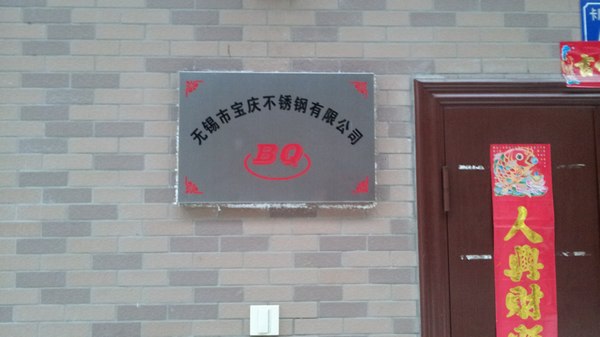 无锡市宝庆不锈钢有限公司
BQ
人興財